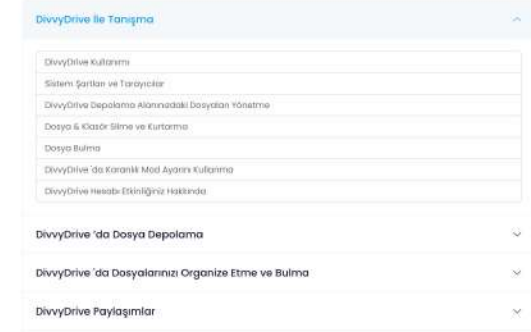 DivvyDrive İle Tanışma
DivvyDrive Kullanımı
Sistem Şartları ve Tarayıcılar
DivvyDrive Depolama Alanınızdaki Dosyaları Yönetme
Dosya & Klasör Silme ve Kurtarma
Dosya Bulma
DivvyDrive 'da Karanlık Mod Ayarını Kullanma
DivvyDrive Hesabı Etkinliğiniz Hakkında
DivvyDrive 'da Dosya Depolama
DivvyDrive 'da Dosyalarınızı Organize Etme ve Bulma
DivvyDrive Paylaşımlar